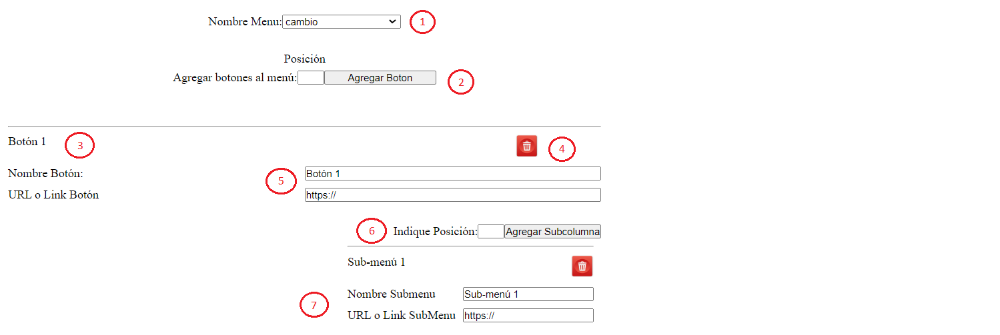 Nombre Menu: cambio 1
Posición
Agregar botones al menú: Agregar Boton 2
Botón 1 3 4
Nombre Botón: 5 Botón 1
URL o Link Botón https://
6 Indique Posición: Agregar Subcolumna
Sub-menú 1
Nombre Submenu Sub-menú 1
7
URL o Link SubMenu https://